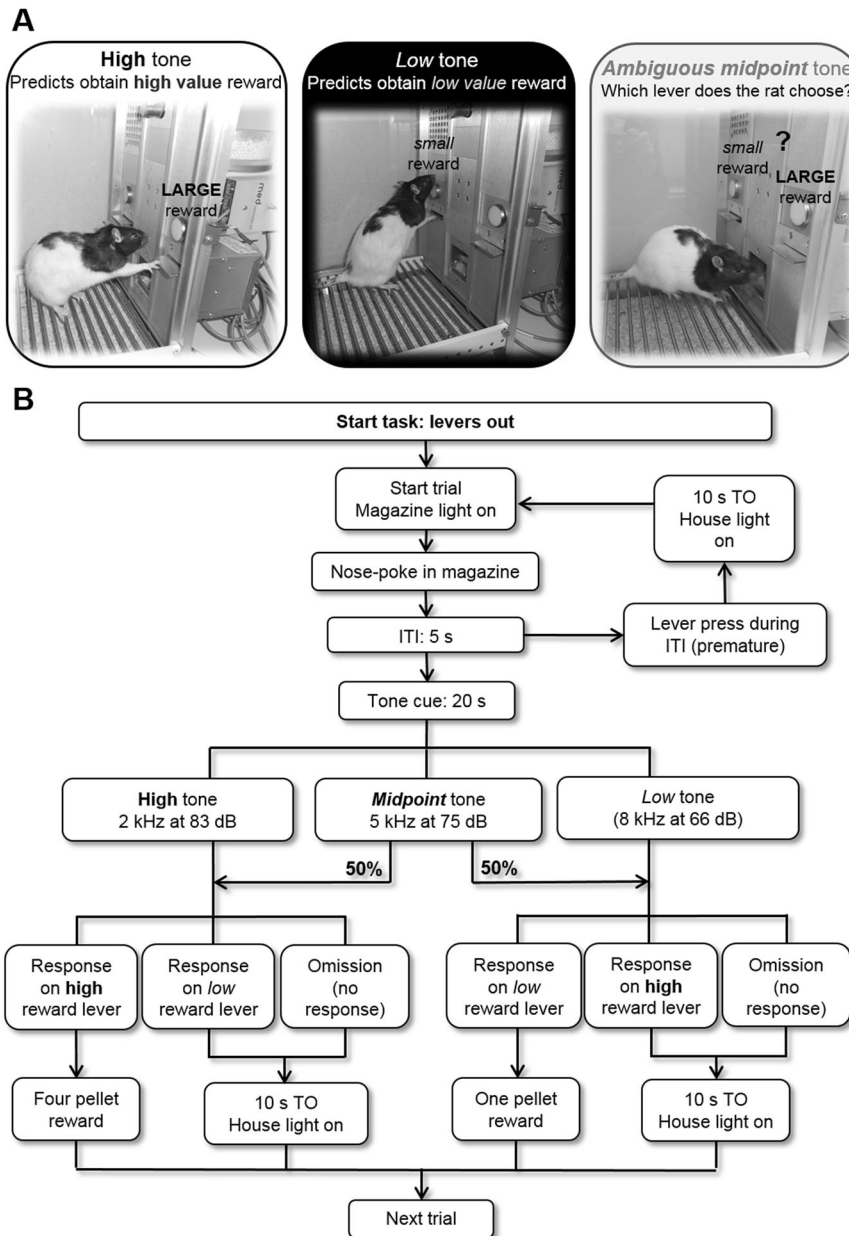 A
High tone
Predicts obtain high value reward
LARGE
reward
Low tone
Predicts obtain low value reward
small
reward
Ambiguous midpoint tone
Which lever does the rat choose?
?
small
reward
LARGE
reward
med
B
Start task: levers out
Start trial
Magazine light on
10 s TO
House light
on
Nose-poke in magazine
ITI: 5 s
Lever press during
ITI (premature)
Tone cue: 20 s
High tone
2 kHz at 83 dB
Midpoint tone
5 kHz at 75 dB
Low tone
(8 kHz at 66 dB)
50%
50%
Response
on high
reward lever
Response
on low
reward lever
Omission
(no
response)
Response
on low
reward lever
Response
on high
reward lever
Omission
(no
response)
Four pellet
reward
10 s TO
House light on
One pellet
reward
10 s TO
House light on
Next trial